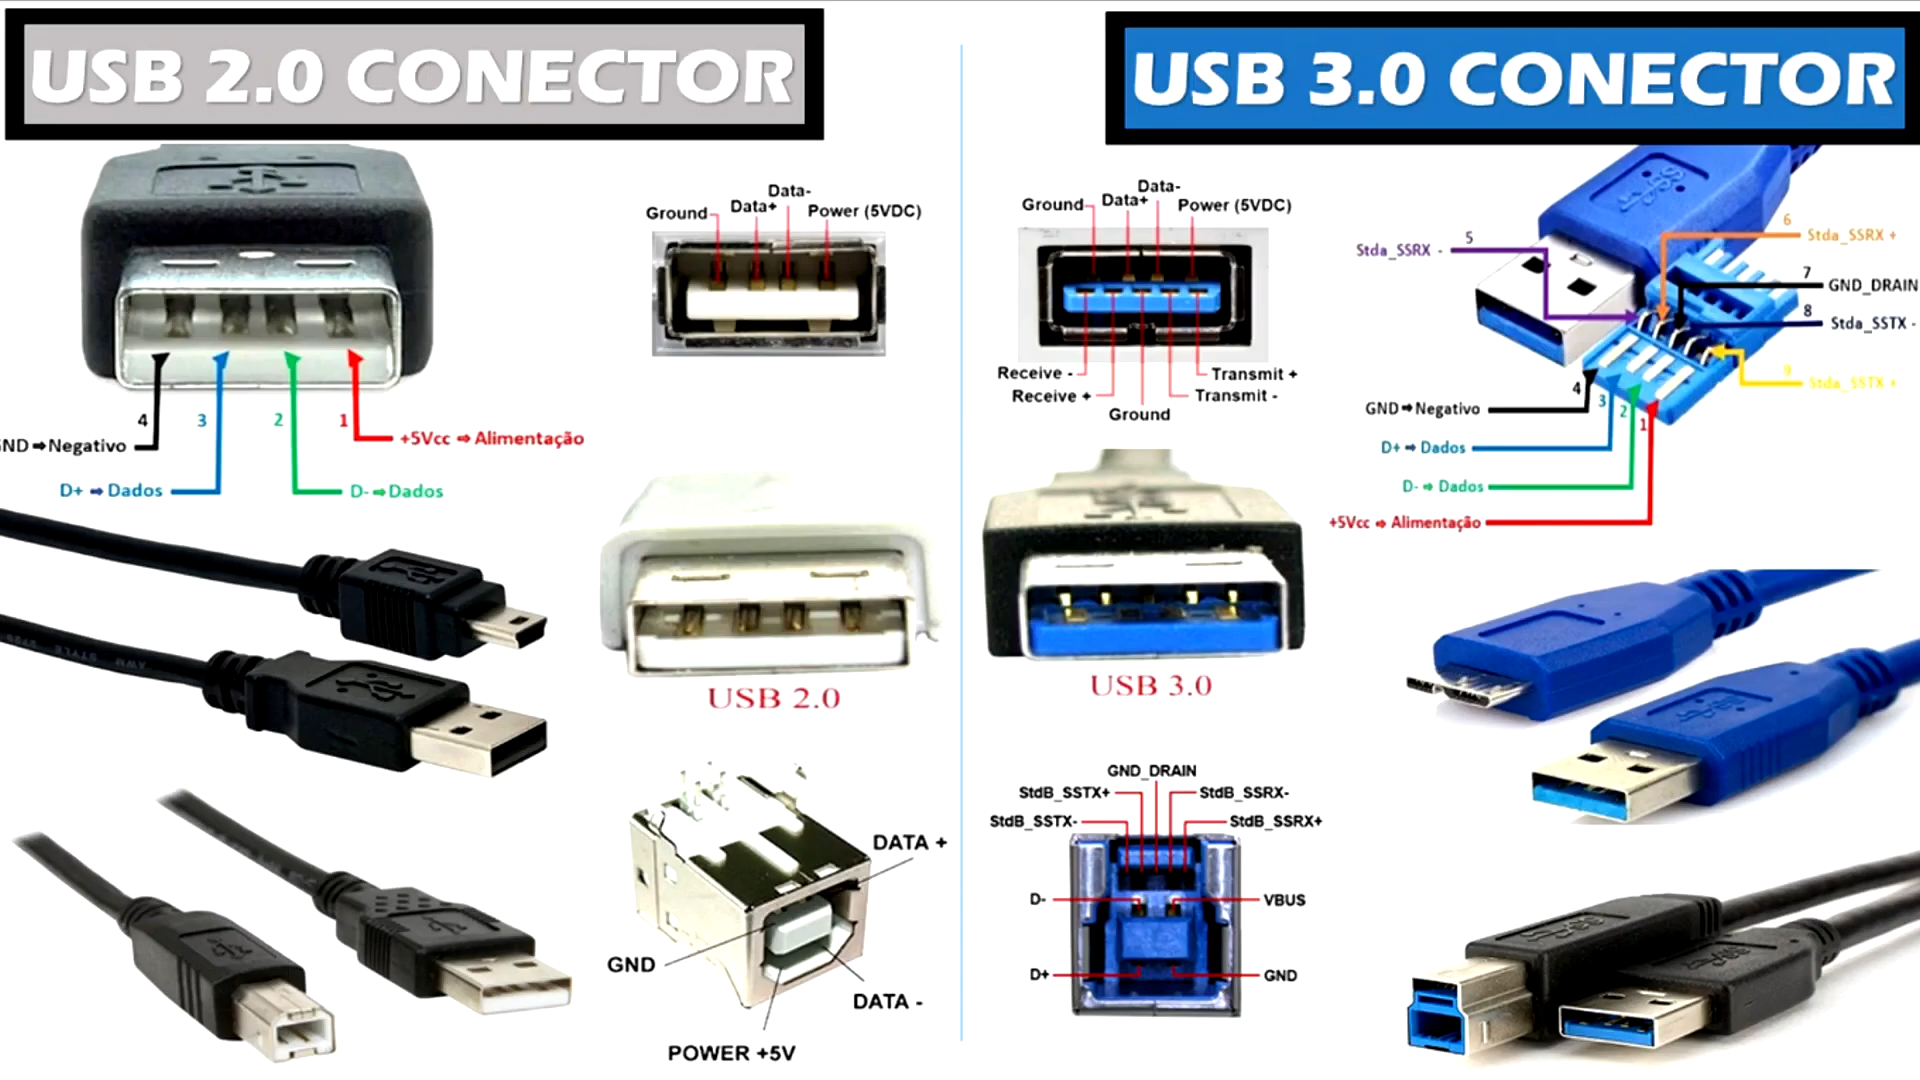 USB 2.0 CONECTOR
4
3
2
1
ND ⇒ Negativo
+5Vcc ⇒ Alimentação
D+ ⇒ Dados
D- ⇒ Dados
Data-
Ground
Data+
Power (5VDC)
USB 2.0
DATA +
GND
DATA -
POWER +5V
USB 3.0 CONECTOR
Data-
Ground
Data+
Power (5VDC)
Receive -
Transmit +
Receive +
Transmit -
Ground
6
Stda_SSRX +
5
Stda_SSRX -
7
GND_DRAIN
8
Stda_SSTX -
9
Stda_SSTX +
4
3
2
1
GND ⇒ Negativo
D+ ⇒ Dados
D- ⇒ Dados
+5Vcc ⇒ Alimentação
USB 3.0
GND_DRAIN
StdB_SSTX+
StdB_SSRX-
StdB_SSTX-
StdB_SSRX+
D-
VBUS
D+
GND